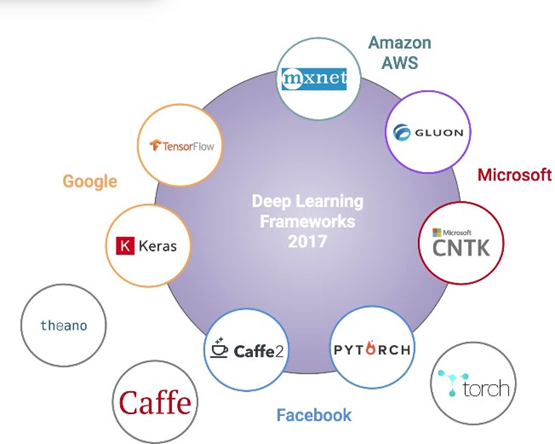 Amazon
AWS
mxnet
GLUON
TensorFlow
Google
Microsoft
Deep Learning
Frameworks
2017
Keras
Microsoft
CNTK
theano
Caffe2
PYTORCH
Caffe
torch
Facebook